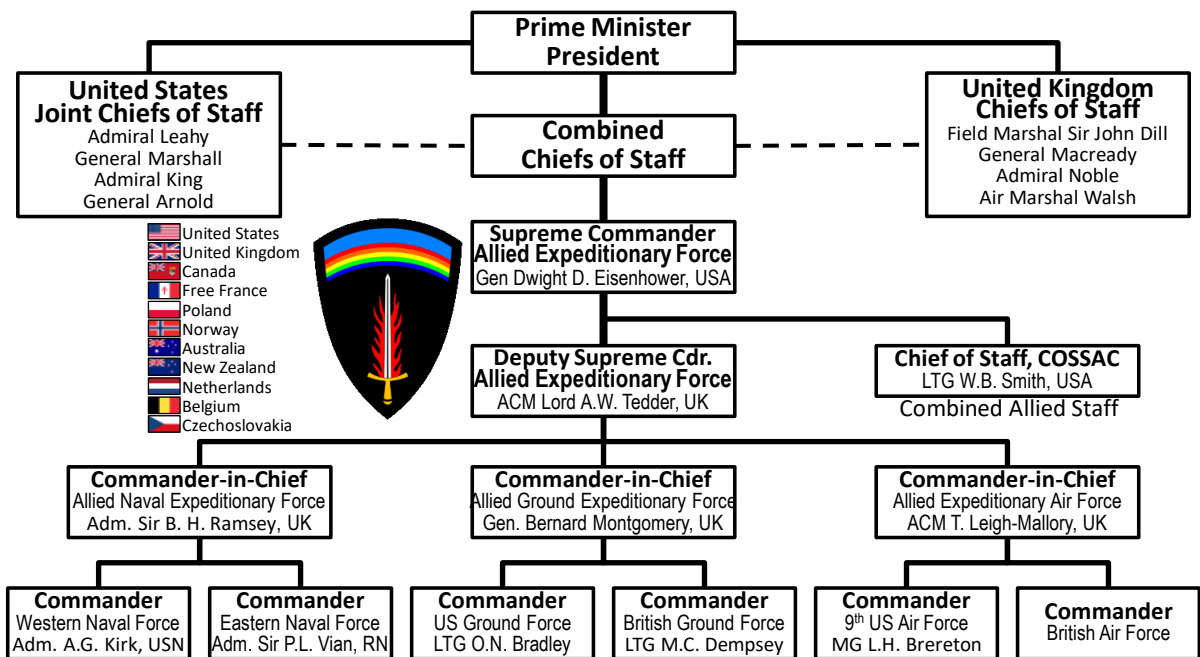 Prime Minister
President
United States
Joint Chiefs of Staff
Admiral Leahy
General Marshall
Admiral King
General Arnold
Combined
Chiefs of Staff
United Kingdom
Chiefs of Staff
Field Marshal Sir John Dill
General Macready
Admiral Noble
Air Marshal Walsh
United States
United Kingdom
Canada
Free France
Poland
Norway
Australia
New Zealand
Netherlands
Belgium
Czechoslovakia
Supreme Commander
Allied Expeditionary Force
Gen Dwight D. Eisenhower, USA
Deputy Supreme Cdr.
Allied Expeditionary Force
ACM Lord A.W. Tedder, UK
Chief of Staff, COSSAC
LTG W.B. Smith, USA
Combined Allied Staff
Commander-in-Chief
Allied Naval Expeditionary Force
Adm. Sir B. H. Ramsey, UK
Commander-in-Chief
Allied Ground Expeditionary Force
Gen. Bernard Montgomery, UK
Commander-in-Chief
Allied Expeditionary Air Force
ACM T. Leigh-Mallory, UK
Commander
Western Naval Force
Adm. A.G. Kirk, USN
Commander
Eastern Naval Force
Adm. Sir P.L. Vian, RN
Commander
US Ground Force
LTG O.N. Bradley
Commander
British Ground Force
LTG M.C. Dempsey
Commander
9th US Air Force
MG L.H. Brereton
Commander
British Air Force